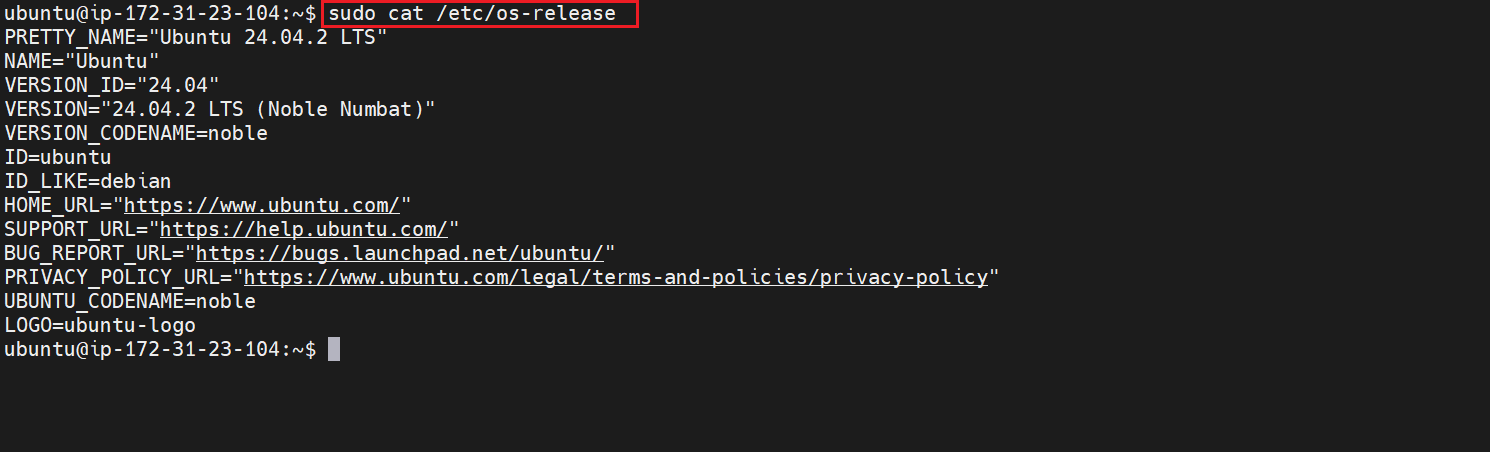 ubuntu@ip-172-31-23-104:~$ sudo cat /etc/os-release
PRETTY_NAME="Ubuntu 24.04.2 LTS"
NAME="Ubuntu"
VERSION_ID="24.04"
VERSION="24.04.2 LTS (Noble Numbat)"
VERSION_CODENAME=noble
ID=ubuntu
ID_LIKE=debian
HOME_URL="https://www.ubuntu.com/"
SUPPORT_URL="https://help.ubuntu.com/"
BUG_REPORT_URL="https://bugs.launchpad.net/ubuntu/"
PRIVACY_POLICY_URL="https://www.ubuntu.com/legal/terms-and-policies/privacy-policy"
UBUNTU_CODENAME=noble
LOGO=ubuntu-logo
ubuntu@ip-172-31-23-104:~$